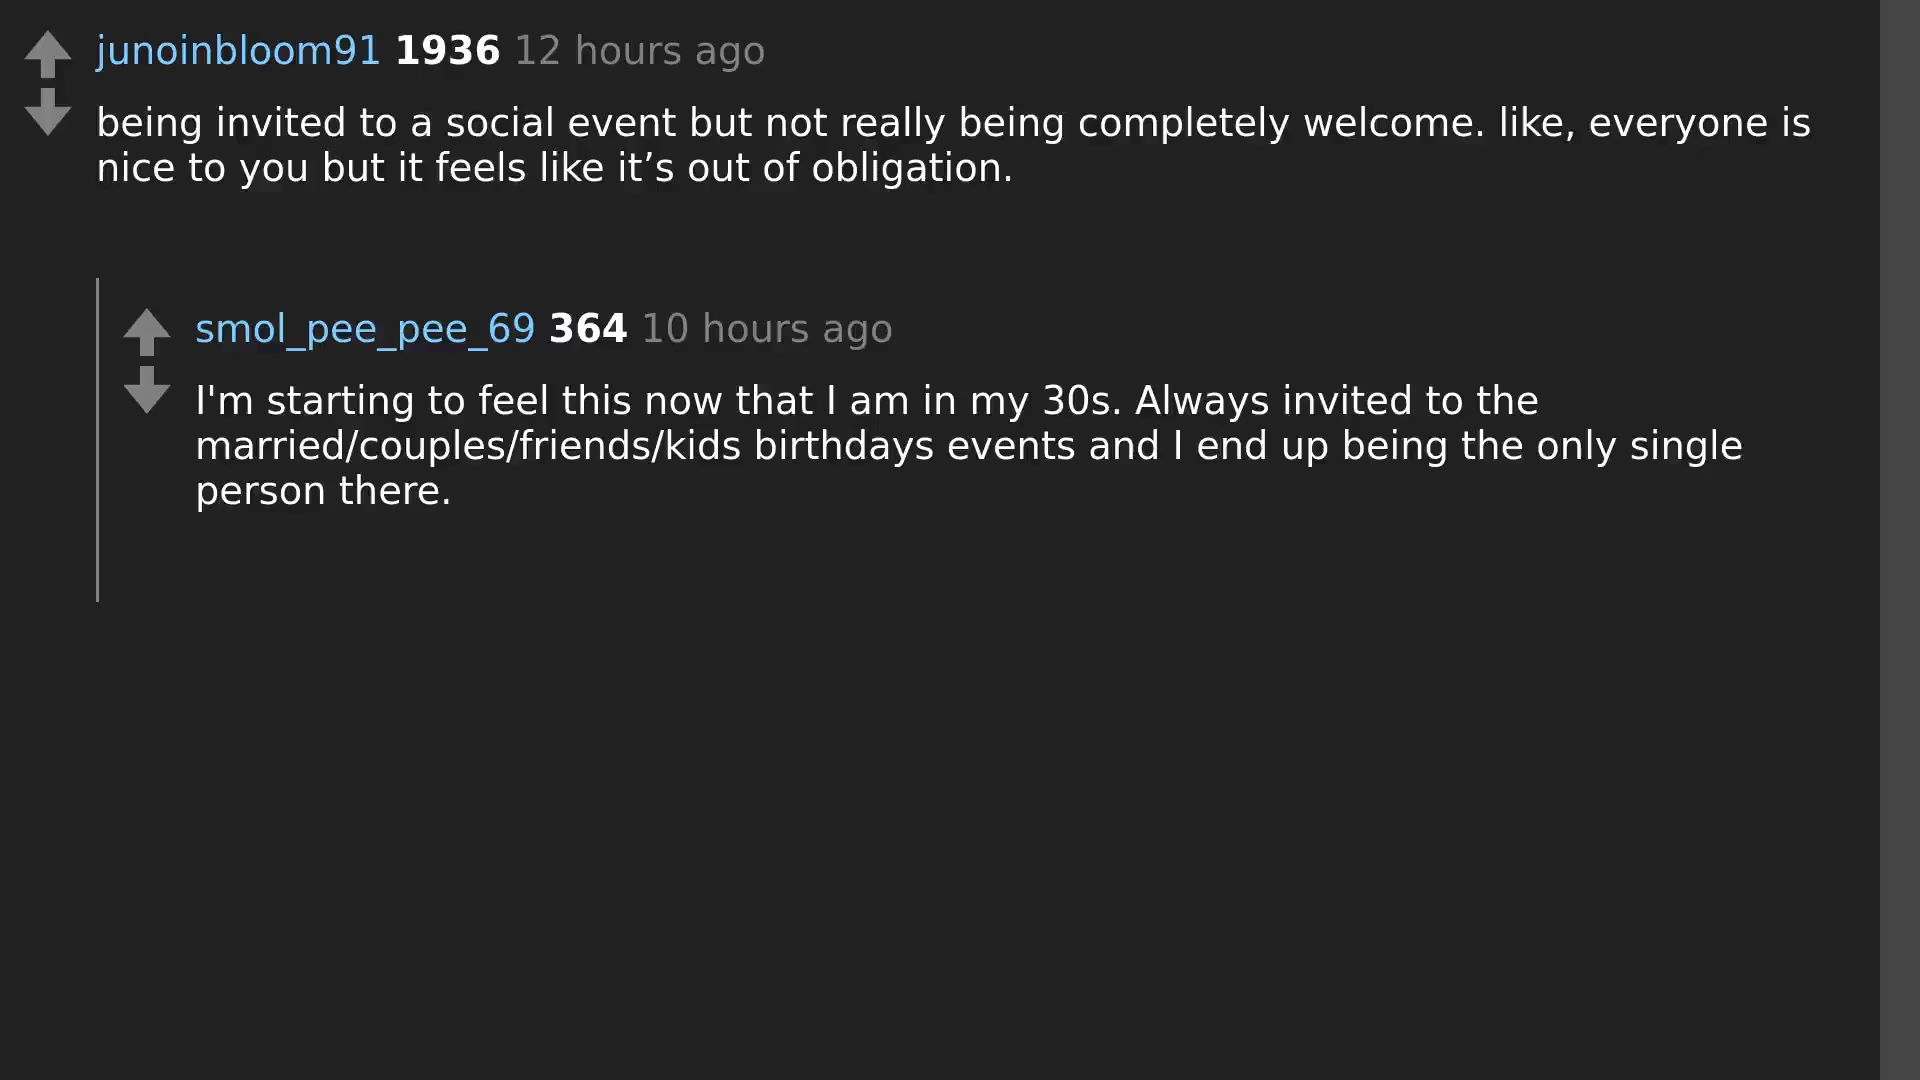 junoinbloom91 1936 12 hours ago
being invited to a social event but not really being completely welcome. like, everyone is
nice to you but it feels like it’s out of obligation.
smol_pee_pee_69 364 10 hours ago
I'm starting to feel this now that I am in my 30s. Always invited to the
married/couples/friends/kids birthdays events and I end up being the only single
person there.